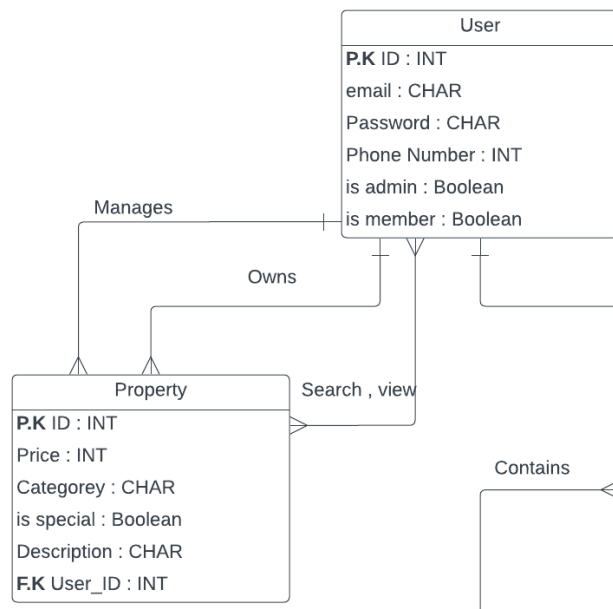 User
P.K ID : INT
email : CHAR
Password : CHAR
Phone Number : INT
is admin : Boolean
is member : Boolean
Manages
Owns
Search , view
Property
P.K ID : INT
Price : INT
Categorey : CHAR
is special : Boolean
Description : CHAR
F.K User_ID : INT
Contains